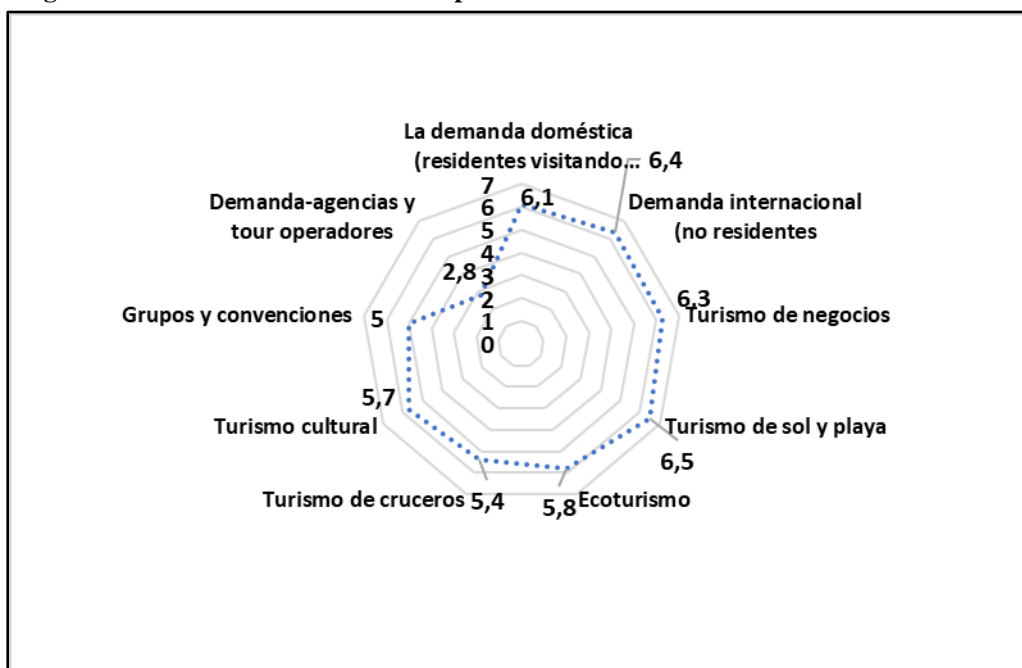 La demanda doméstica
(residentes visitando...
6,4
7
6
5
4
3
2
1
0
6,1
Demanda internacional
(no residentes
6,3
Turismo de negocios
Turismo de sol y playa
6,5
Ecoturismo
5,8
Turismo de cruceros
5,4
Turismo cultural
5,7
Grupos y convenciones
5
Demanda-agencias y
tour operadores
2,8